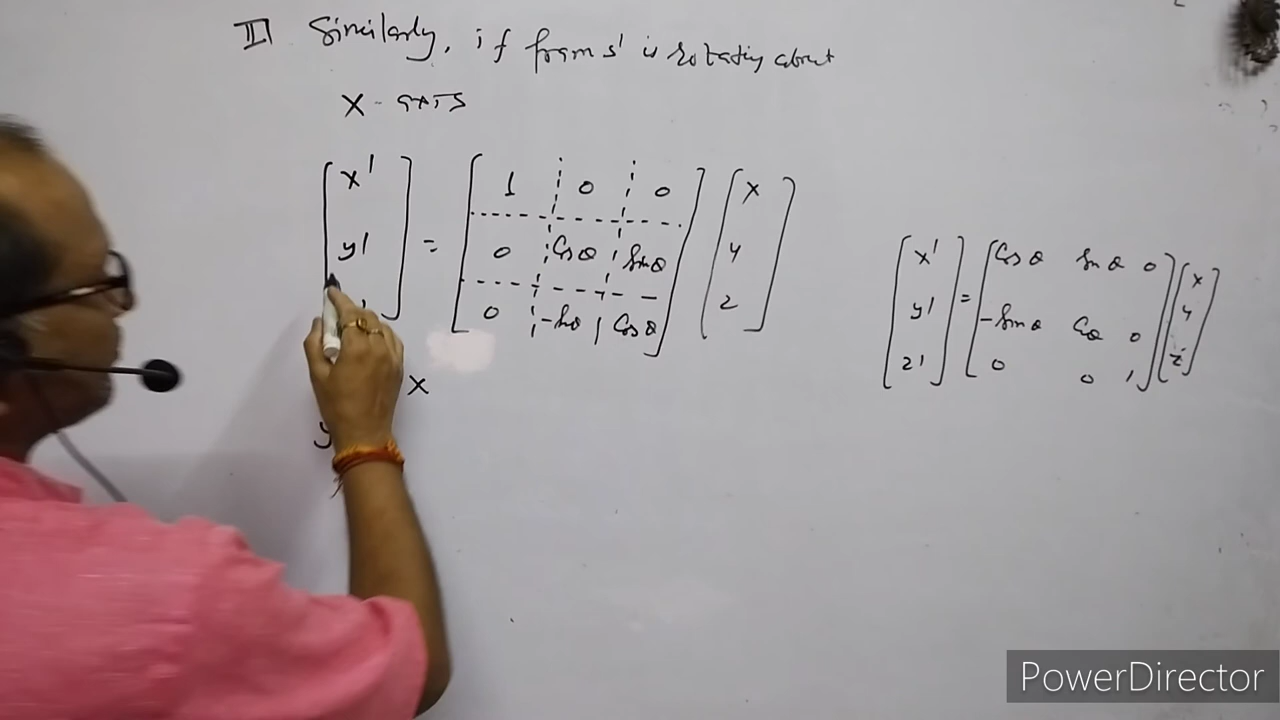 II Similarly, if frame s' is rotating about
X-axis
[x' y' '] = [1 0 0
0 Cosθ Sinθ
0 -Sinθ Cosθ] [x y z]
x
y
[x' y' z'] = [Cosθ Sinθ 0
-Sinθ Cosθ 0
0 0 1] [x y z]
PowerDirector